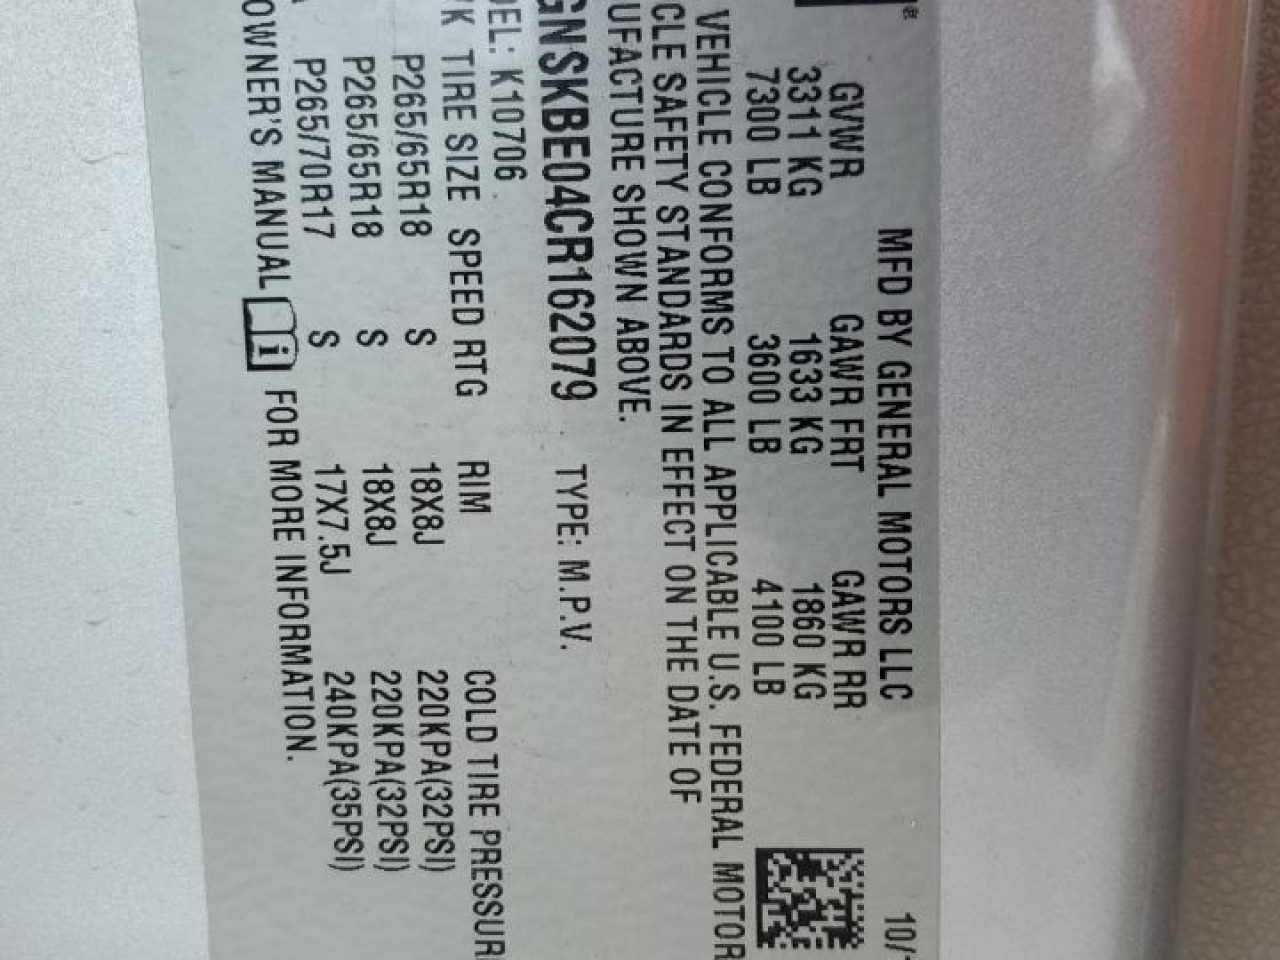 MFD BY GENERAL MOTORS LLC 10/
GVWR GAWR FRT GAWR RR
3311 KG 1633 KG 1860 KG
7300 LB 3600 LB 4100 LB
VEHICLE CONFORMS TO ALL APPLICABLE U.S. FEDERAL MOTOR
CLE SAFETY STANDARDS IN EFFECT ON THE DATE OF
UFACTURE SHOWN ABOVE.
GNSKBE04CR162079 TYPE: M.P.V.
DEL: K10706
K TIRE SIZE SPEED RTG RIM COLD TIRE PRESSUR
P265/65R18 S 18X8J 220KPA(32PSI)
P265/65R18 S 18X8J 220KPA(32PSI)
P265/70R17 S 17X7.5J 240KPA(35PSI)
OWNER'S MANUAL i FOR MORE INFORMATION.